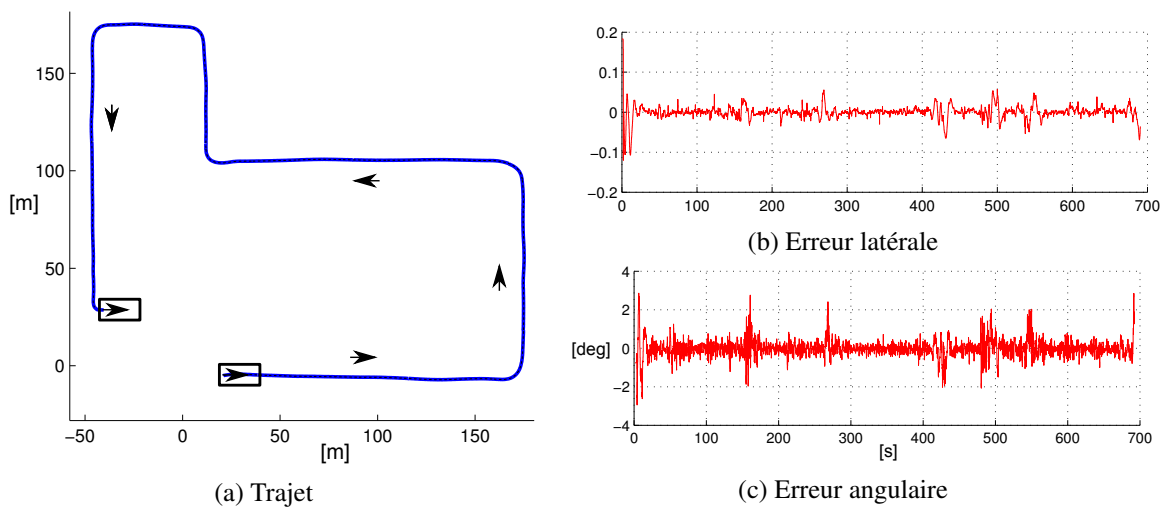 150
100
[m]
50
0
−50 0 50 100 150
[m]
(a) Trajet
0.2
0.1
0
−0.1
−0.2
0 100 200 300 400 500 600 700
(b) Erreur latérale
4
2
[deg] 0
−2
−4
0 100 200 300 400 500 600 700
[s]
(c) Erreur angulaire